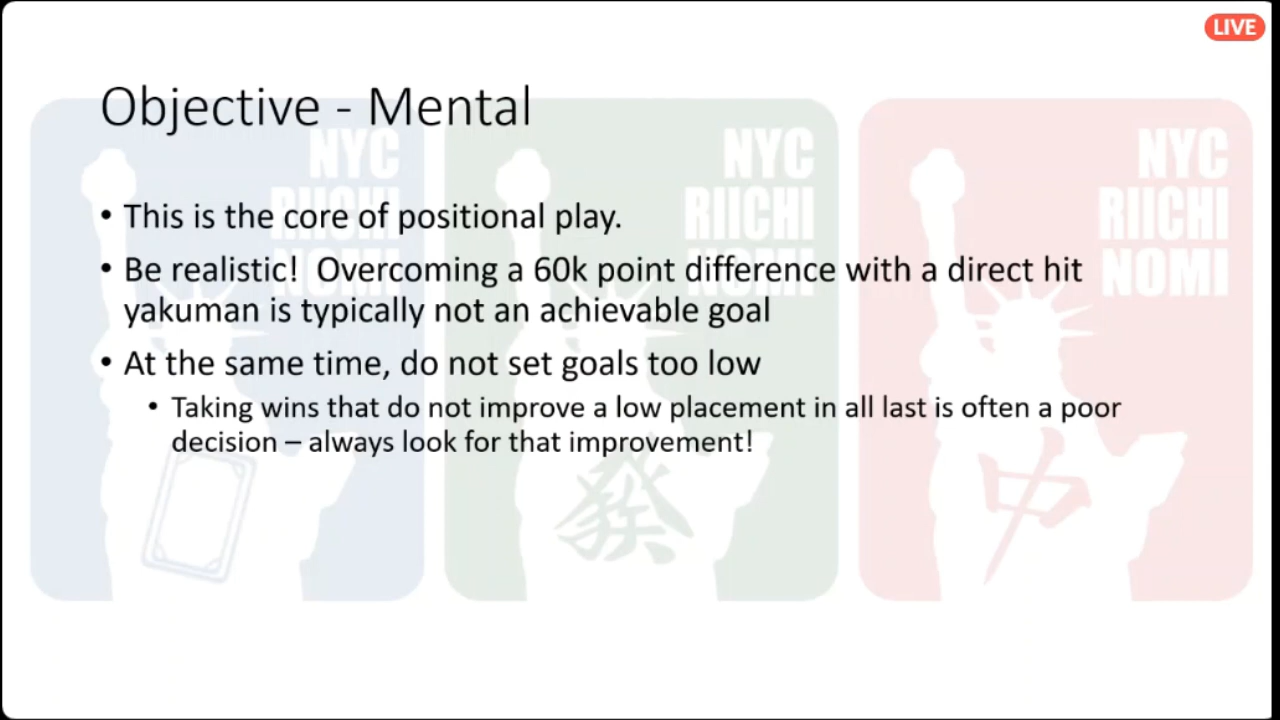 LIVE
Objective - Mental
NYC
RIICHI
NOMI
NYC
RIICHI
NOMI
NYC
RIICHI
NOMI
• This is the core of positional play.
• Be realistic!  Overcoming a 60k point difference with a direct hit
yakuman is typically not an achievable goal
• At the same time, do not set goals too low
• Taking wins that do not improve a low placement in all last is often a poor
decision – always look for that improvement!
發
中